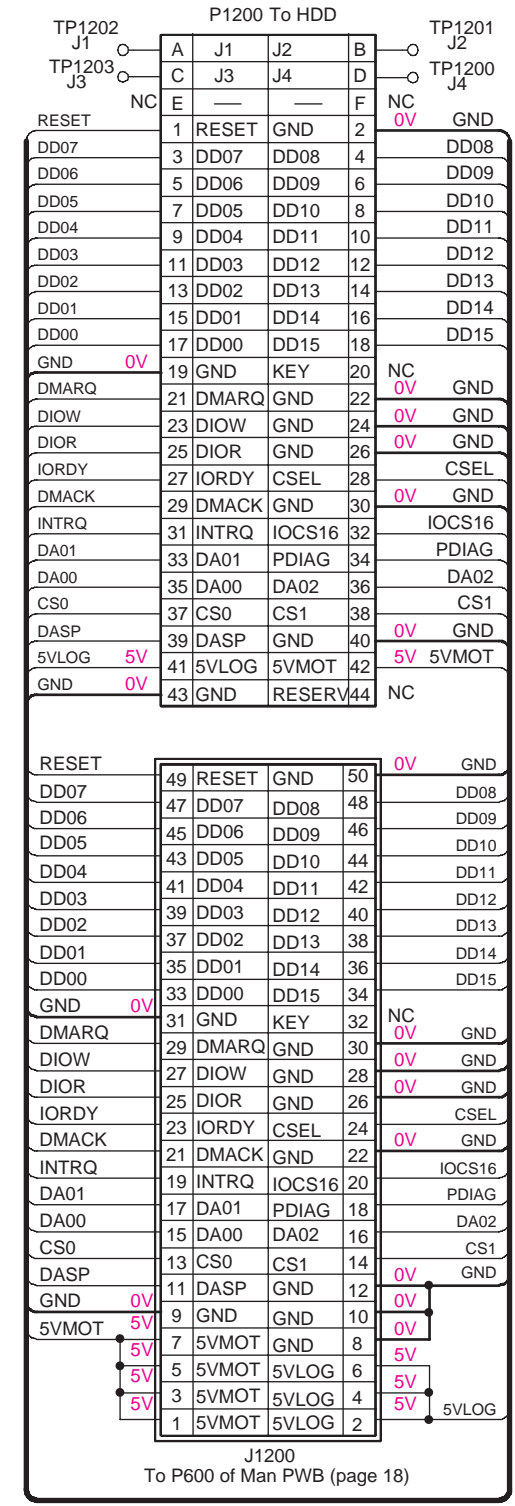 P1200 To HDD
TP1202 J1 A J1 J2 B TP1201 J2
TP1203 J3 C J3 J4 D TP1200 J4
NC E — — F NC
RESET 1 RESET GND 2 0V GND
DD07 3 DD07 DD08 4 DD08
DD06 5 DD06 DD09 6 DD09
DD05 7 DD05 DD10 8 DD10
DD04 9 DD04 DD11 10 DD11
DD03 11 DD03 DD12 12 DD12
DD02 13 DD02 DD13 14 DD13
DD01 15 DD01 DD14 16 DD14
DD00 17 DD00 DD15 18 DD15
GND 0V 19 GND KEY 20 NC
DMARQ 21 DMARQ GND 22 0V GND
DIOW 23 DIOW GND 24 0V GND
DIOR 25 DIOR GND 26 0V GND
IORDY 27 IORDY CSEL 28 CSEL
DMACK 29 DMACK GND 30 0V GND
INTRQ 31 INTRQ IOCS16 32 IOCS16
DA01 33 DA01 PDIAG 34 PDIAG
DA00 35 DA00 DA02 36 DA02
CS0 37 CS0 CS1 38 CS1
DASP 39 DASP GND 40 0V GND
5VLOG 5V 41 5VLOG 5VMOT 42 5V 5VMOT
GND 0V 43 GND RESERV 44 NC
RESET 49 RESET GND 50 0V GND
DD07 47 DD07 DD08 48 DD08
DD06 45 DD06 DD09 46 DD09
DD05 43 DD05 DD10 44 DD10
DD04 41 DD04 DD11 42 DD11
DD03 39 DD03 DD12 40 DD12
DD02 37 DD02 DD13 38 DD13
DD01 35 DD01 DD14 36 DD14
DD00 33 DD00 DD15 34 DD15
GND 0V 31 GND KEY 32 NC
DMARQ 29 DMARQ GND 30 0V GND
DIOW 27 DIOW GND 28 0V GND
DIOR 25 DIOR GND 26 0V GND
IORDY 23 IORDY CSEL 24 CSEL
DMACK 21 DMACK GND 22 0V GND
INTRQ 19 INTRQ IOCS16 20 IOCS16
DA01 17 DA01 PDIAG 18 PDIAG
DA00 15 DA00 DA02 16 DA02
CS0 13 CS0 CS1 14 CS1
DASP 11 DASP GND 12 0V GND
GND 0V 9 GND GND 10 0V
5VMOT 5V 7 5VMOT GND 8 0V
5V 5 5VMOT 5VLOG 6 5V
5V 3 5VMOT 5VLOG 4 5V
5V 1 5VMOT 5VLOG 2 5V 5VLOG
J1200
To P600 of Man PWB (page 18)